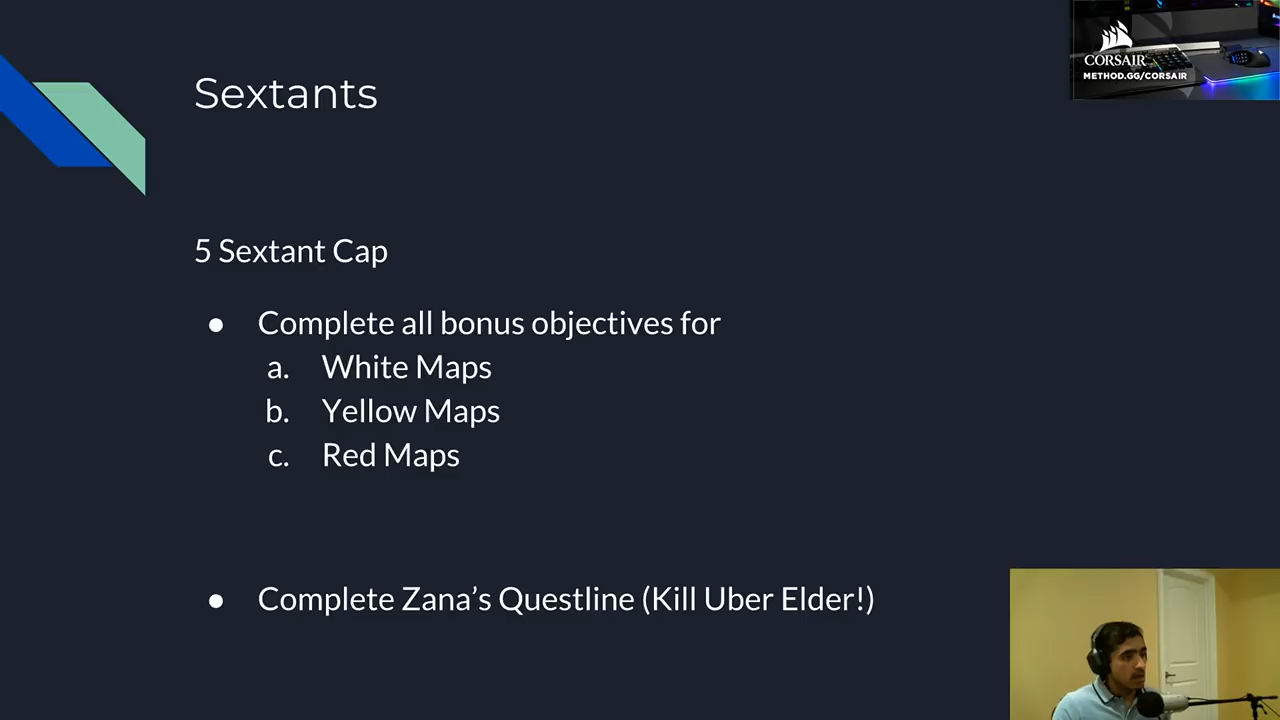 CORSAIR
METHOD.GG/CORSAIR
Sextants
5 Sextant Cap
● Complete all bonus objectives for
a. White Maps
b. Yellow Maps
c. Red Maps
● Complete Zana’s Questline (Kill Uber Elder!)